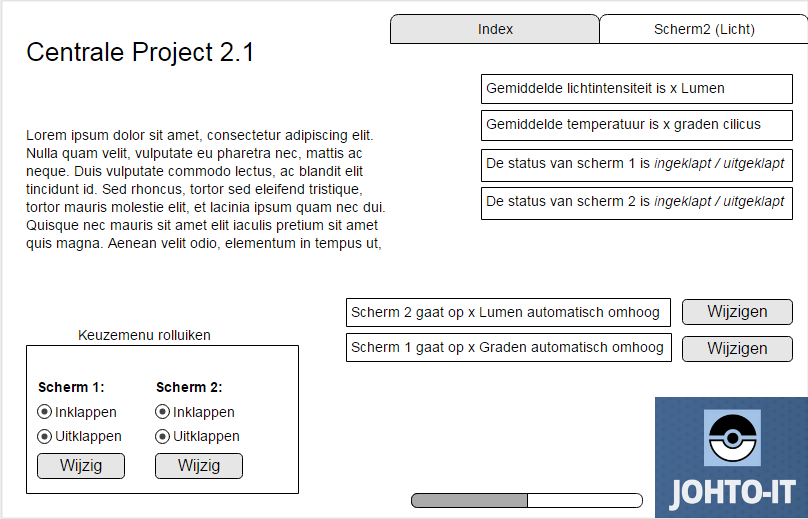 Index
Scherm2 (Licht)
Centrale Project 2.1
Gemiddelde lichtintensiteit is x Lumen
Gemiddelde temperatuur is x graden cilicus
De status van scherm 1 is ingeklapt / uitgeklapt
De status van scherm 2 is ingeklapt / uitgeklapt
Lorem ipsum dolor sit amet, consectetur adipiscing elit.
Nulla quam velit, vulputate eu pharetra nec, mattis ac
neque. Duis vulputate commodo lectus, ac blandit elit
tincidunt id. Sed rhoncus, tortor sed eleifend tristique,
tortor mauris molestie elit, et lacinia ipsum quam nec dui.
Quisque nec mauris sit amet elit iaculis pretium sit amet
quis magna. Aenean velit odio, elementum in tempus ut,
Scherm 2 gaat op x Lumen automatisch omhoog
Wijzigen
Scherm 1 gaat op x Graden automatisch omhoog
Wijzigen
Keuzemenu rolluiken
Scherm 1:
Inklappen
Uitklappen
Wijzig
Scherm 2:
Inklappen
Uitklappen
Wijzig
JOHTO-IT